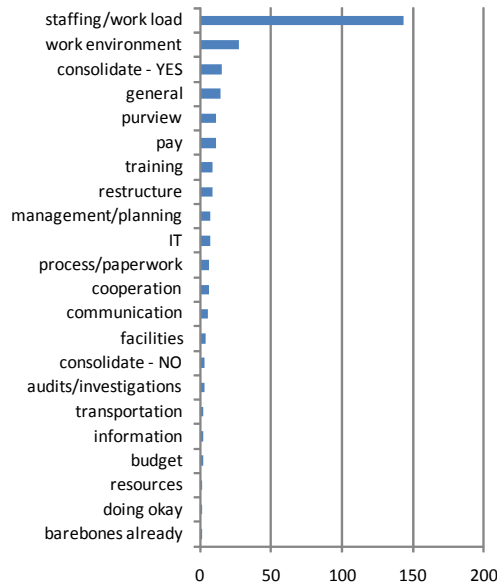 staffing/work load
work environment
consolidate - YES
general
purview
pay
training
restructure
management/planning
IT
process/paperwork
cooperation
communication
facilities
consolidate - NO
audits/investigations
transportation
information
budget
resources
doing okay
barebones already
0 50 100 150 200